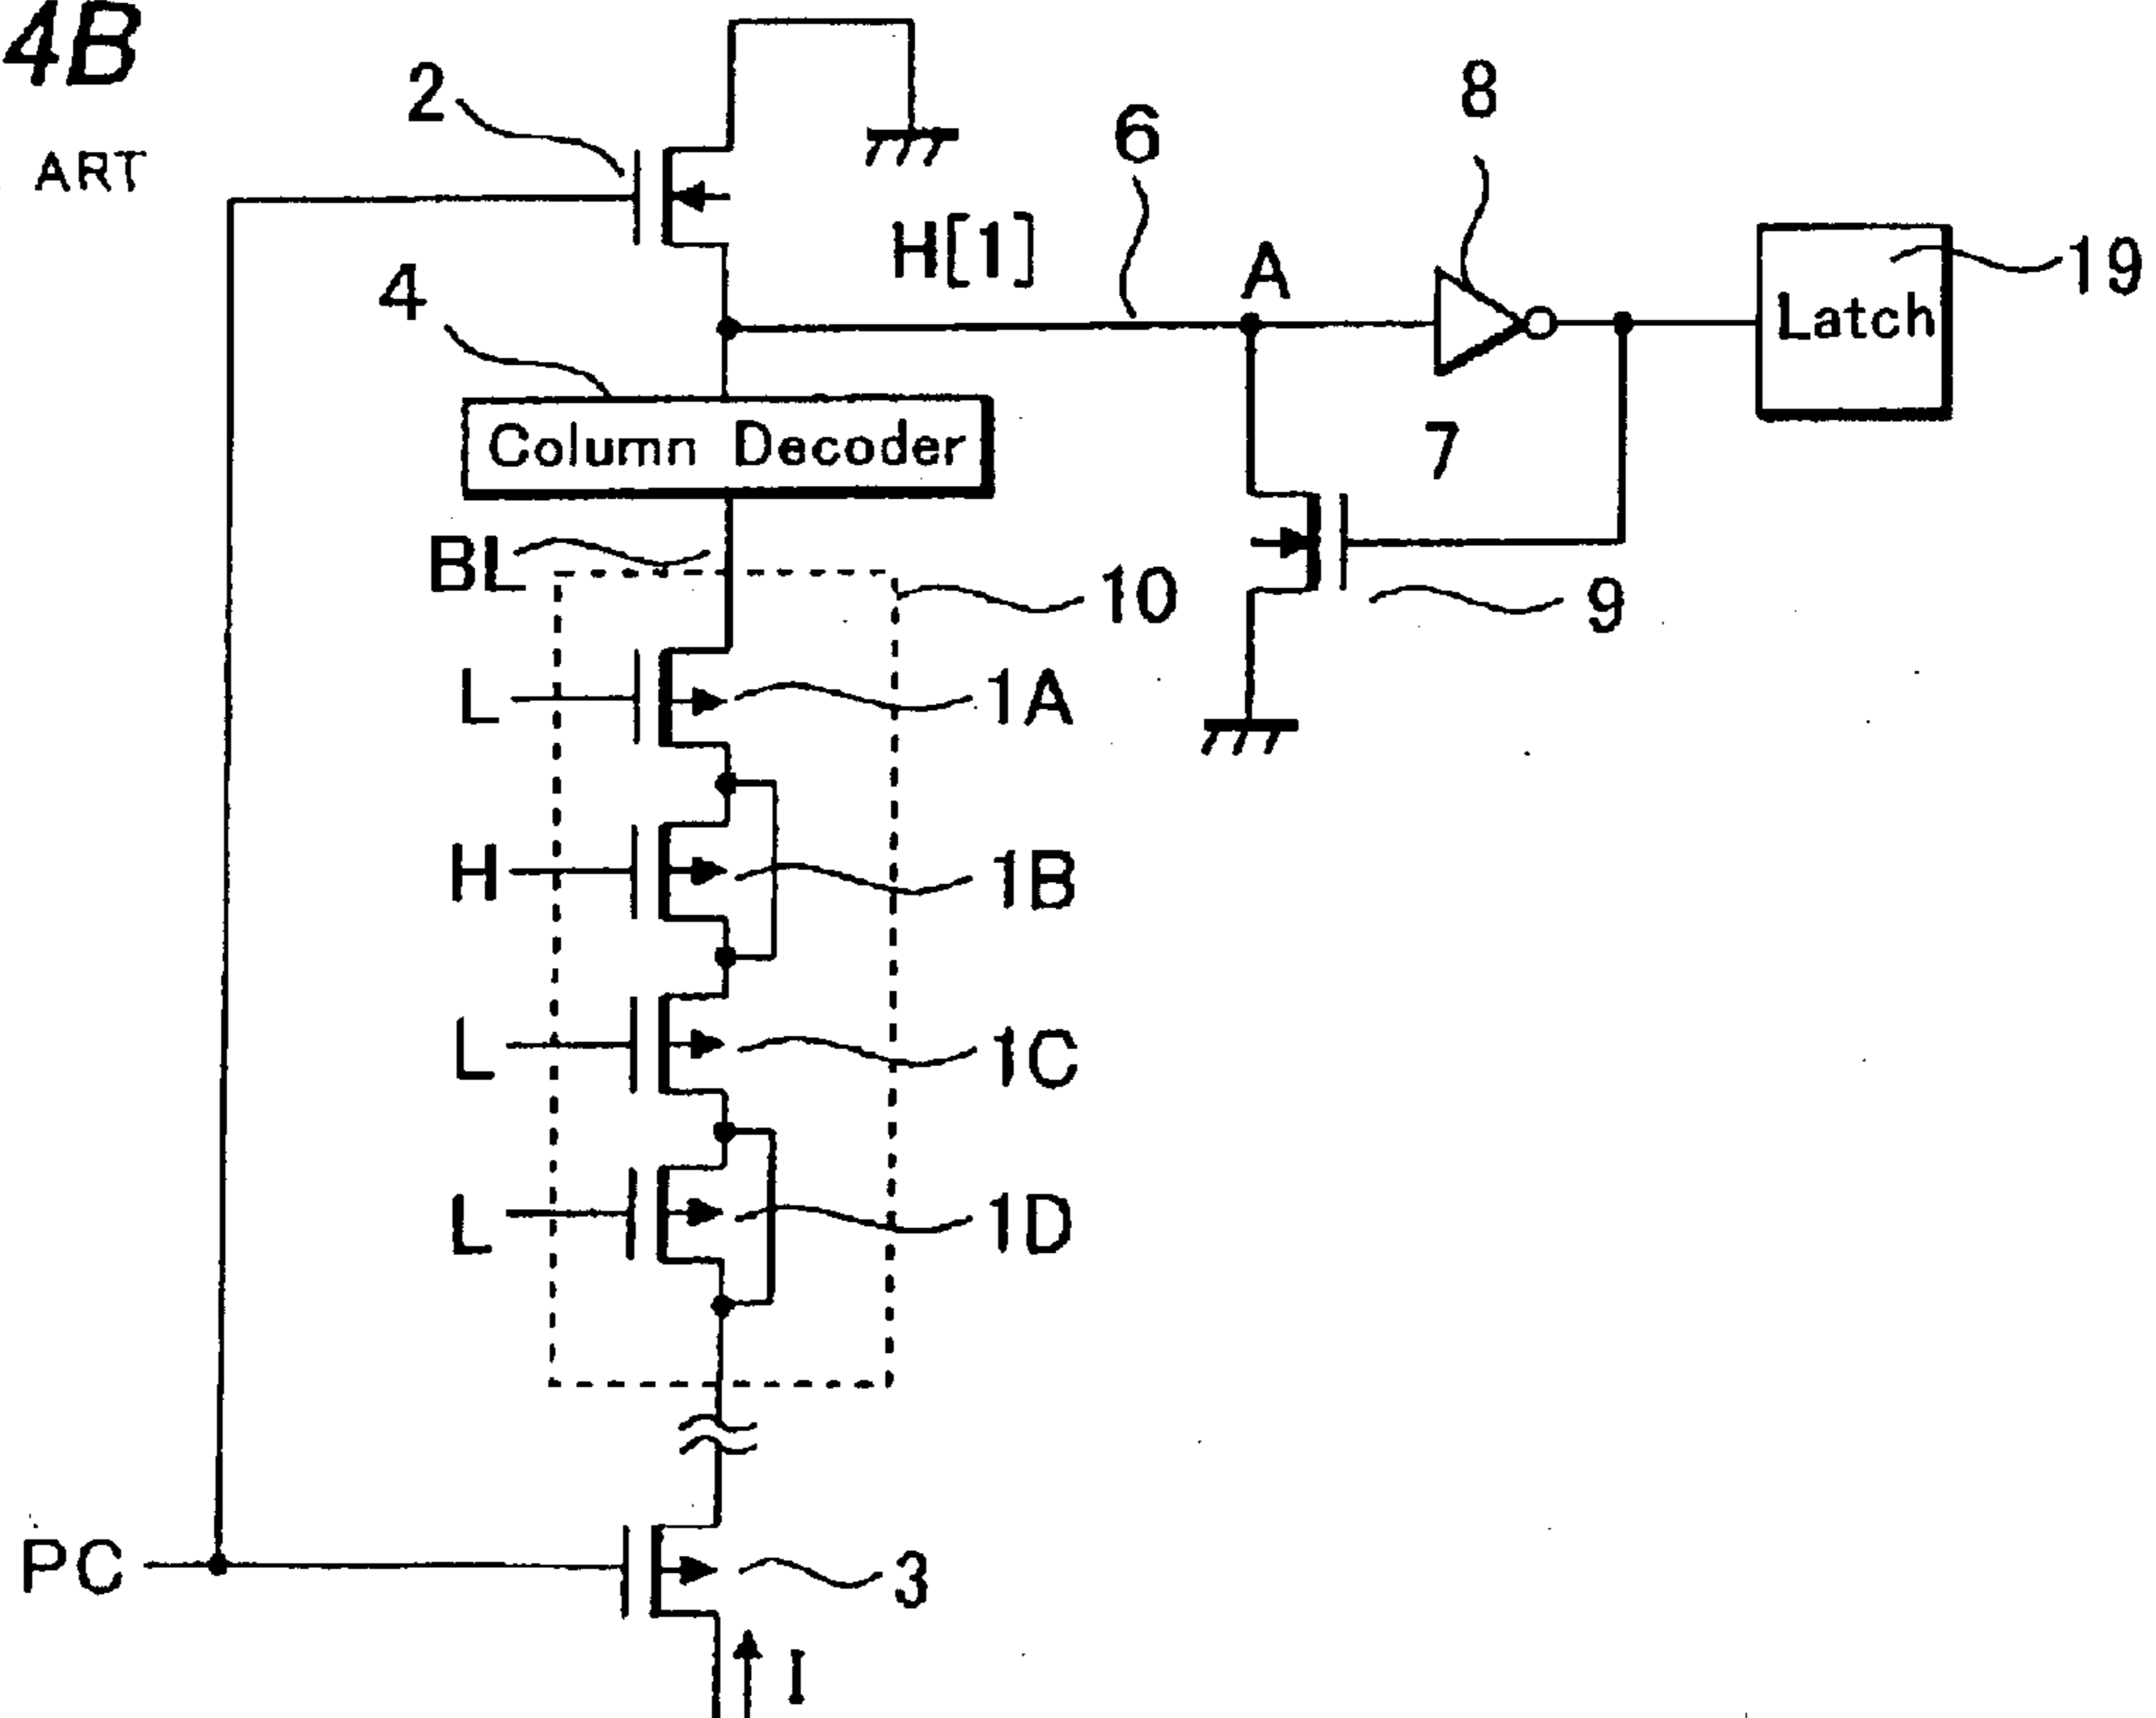 4B
ART
2
8
6
H[1]
A
19
4
Latch
Column Decoder
7
BL
10
9
L
1A
H
1B
L
1C
L
1D
PC
3
I